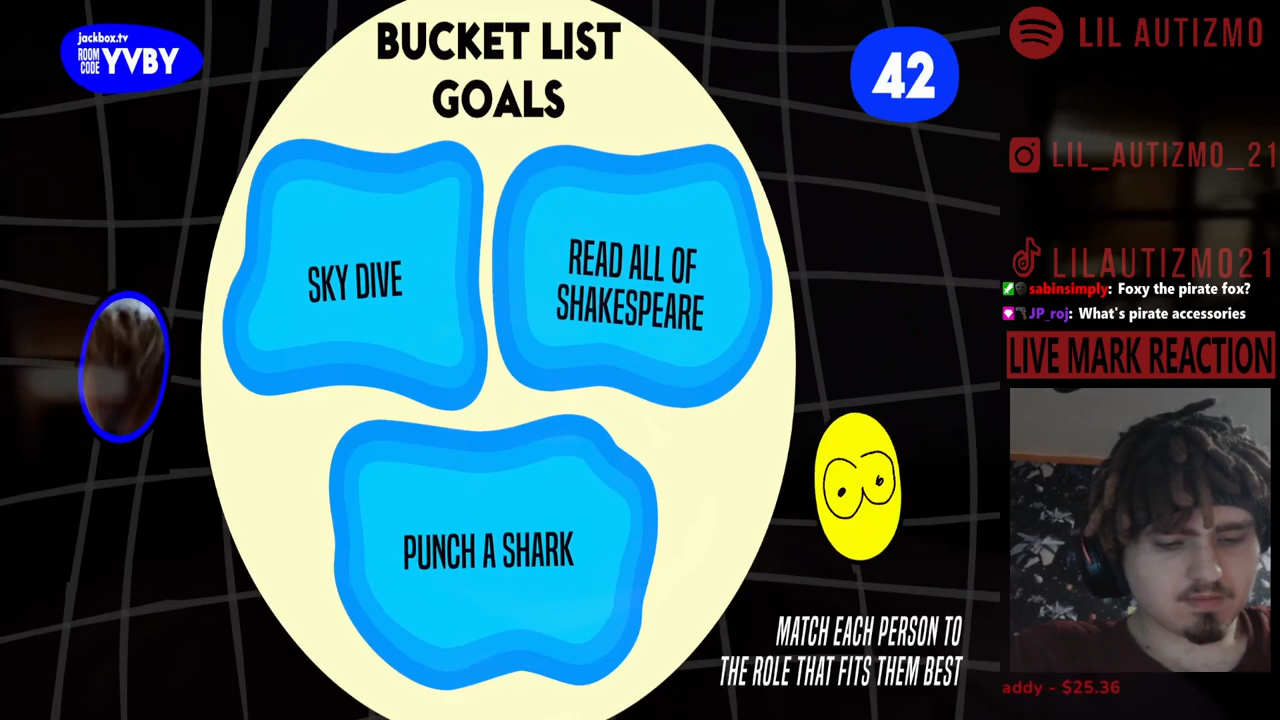 jackbox.tv
ROOM CODE YVBY
BUCKET LIST
GOALS
42
SKY DIVE
READ ALL OF
SHAKESPEARE
PUNCH A SHARK
MATCH EACH PERSON TO
THE ROLE THAT FITS THEM BEST
LIL AUTIZMO
LIL_AUTIZMO_21
LILAUTIZMO21
sabinsimply: Foxy the pirate fox?
JP_roj: What's pirate accessories
LIVE MARK REACTION
addy - $25.36